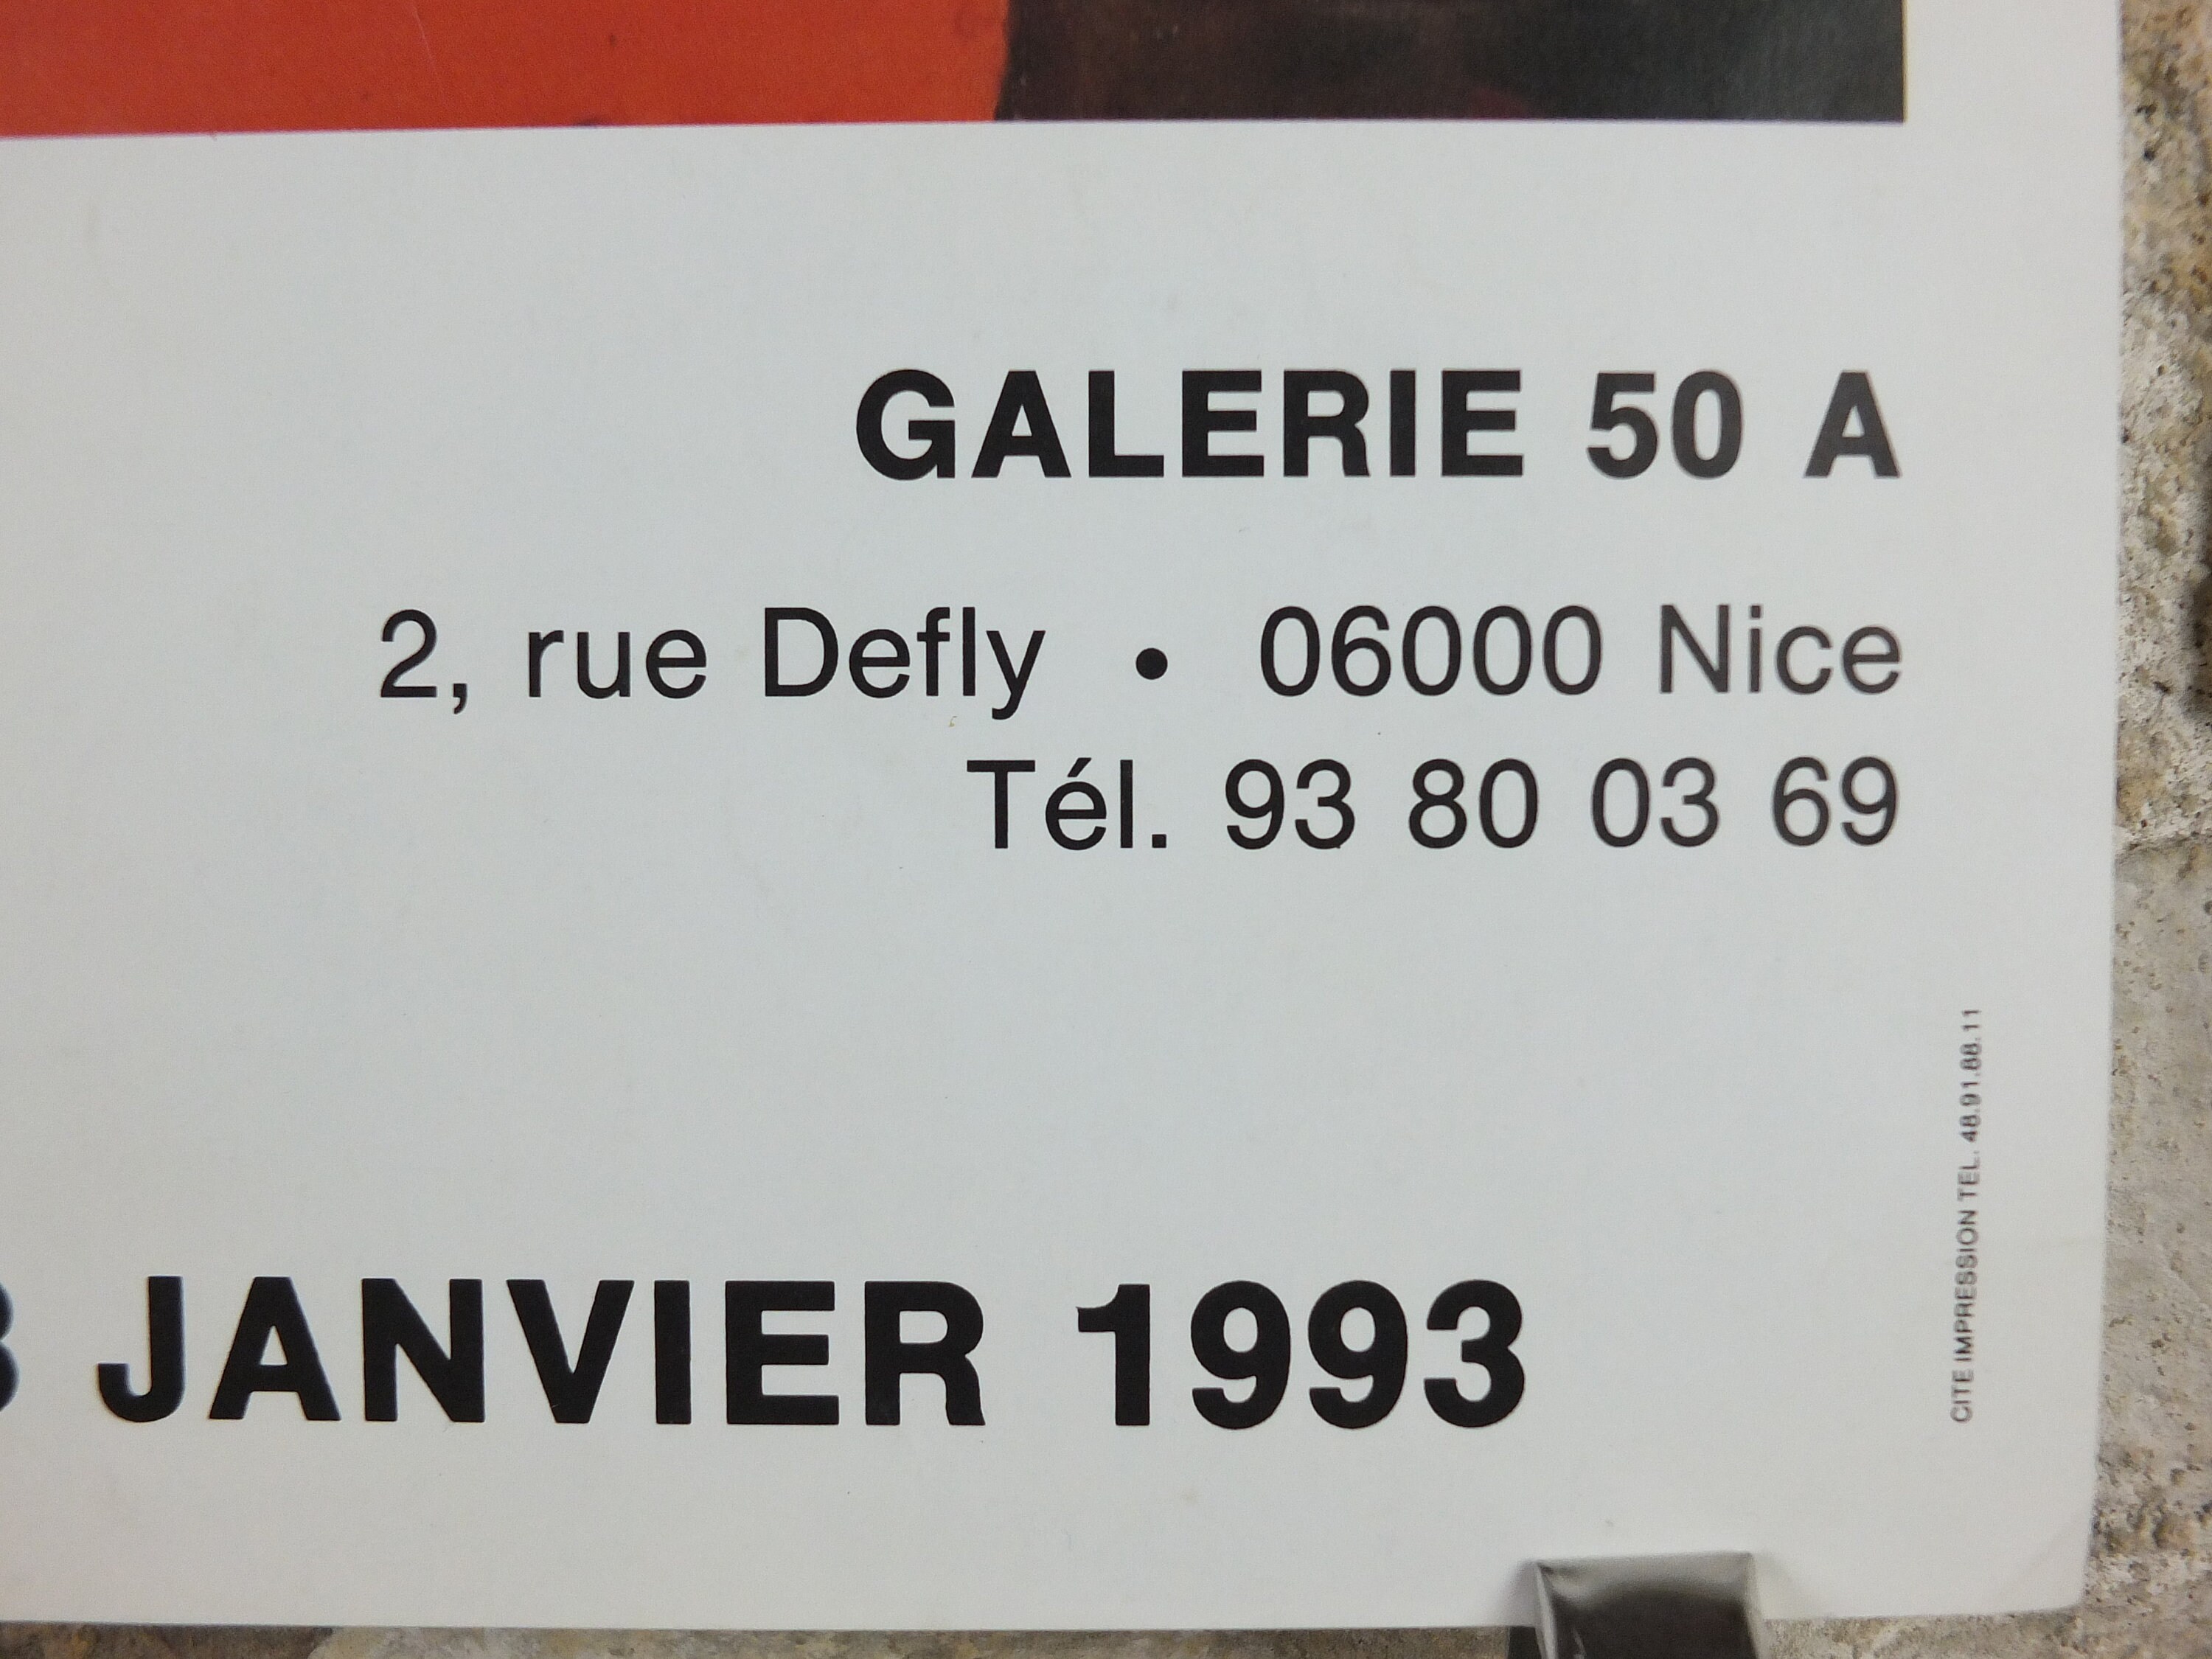 GALERIE 50 A
2, rue Defly • 06000 Nice
Tél. 93 80 03 69
JANVIER 1993
CITE IMPRESSION TEL. 48.91.88.11